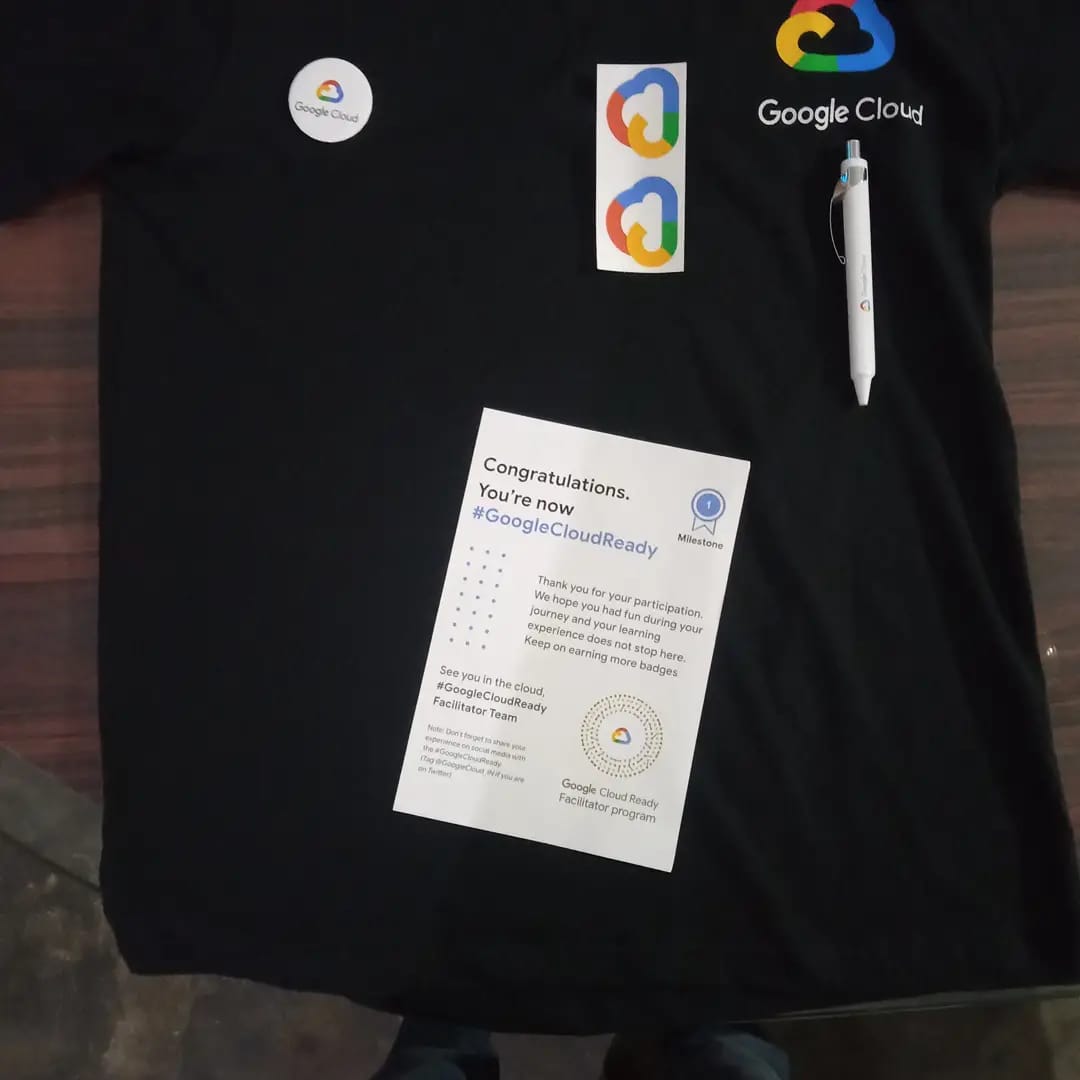 Google Cloud
Google Cloud
Google Cloud
Congratulations.
You're now
#GoogleCloudReady
1
Milestone
Thank you for your participation.
We hope you had fun during your
journey and your learning
experience does not stop here.
Keep on earning more badges
See you in the cloud,
#GoogleCloudReady
Facilitator Team
Note: Don't forget to share your
experience on social media with
the #GoogleCloudReady
(Tag @GoogleCloud_IN if you are
on Twitter)
Google Cloud Ready
Facilitator program